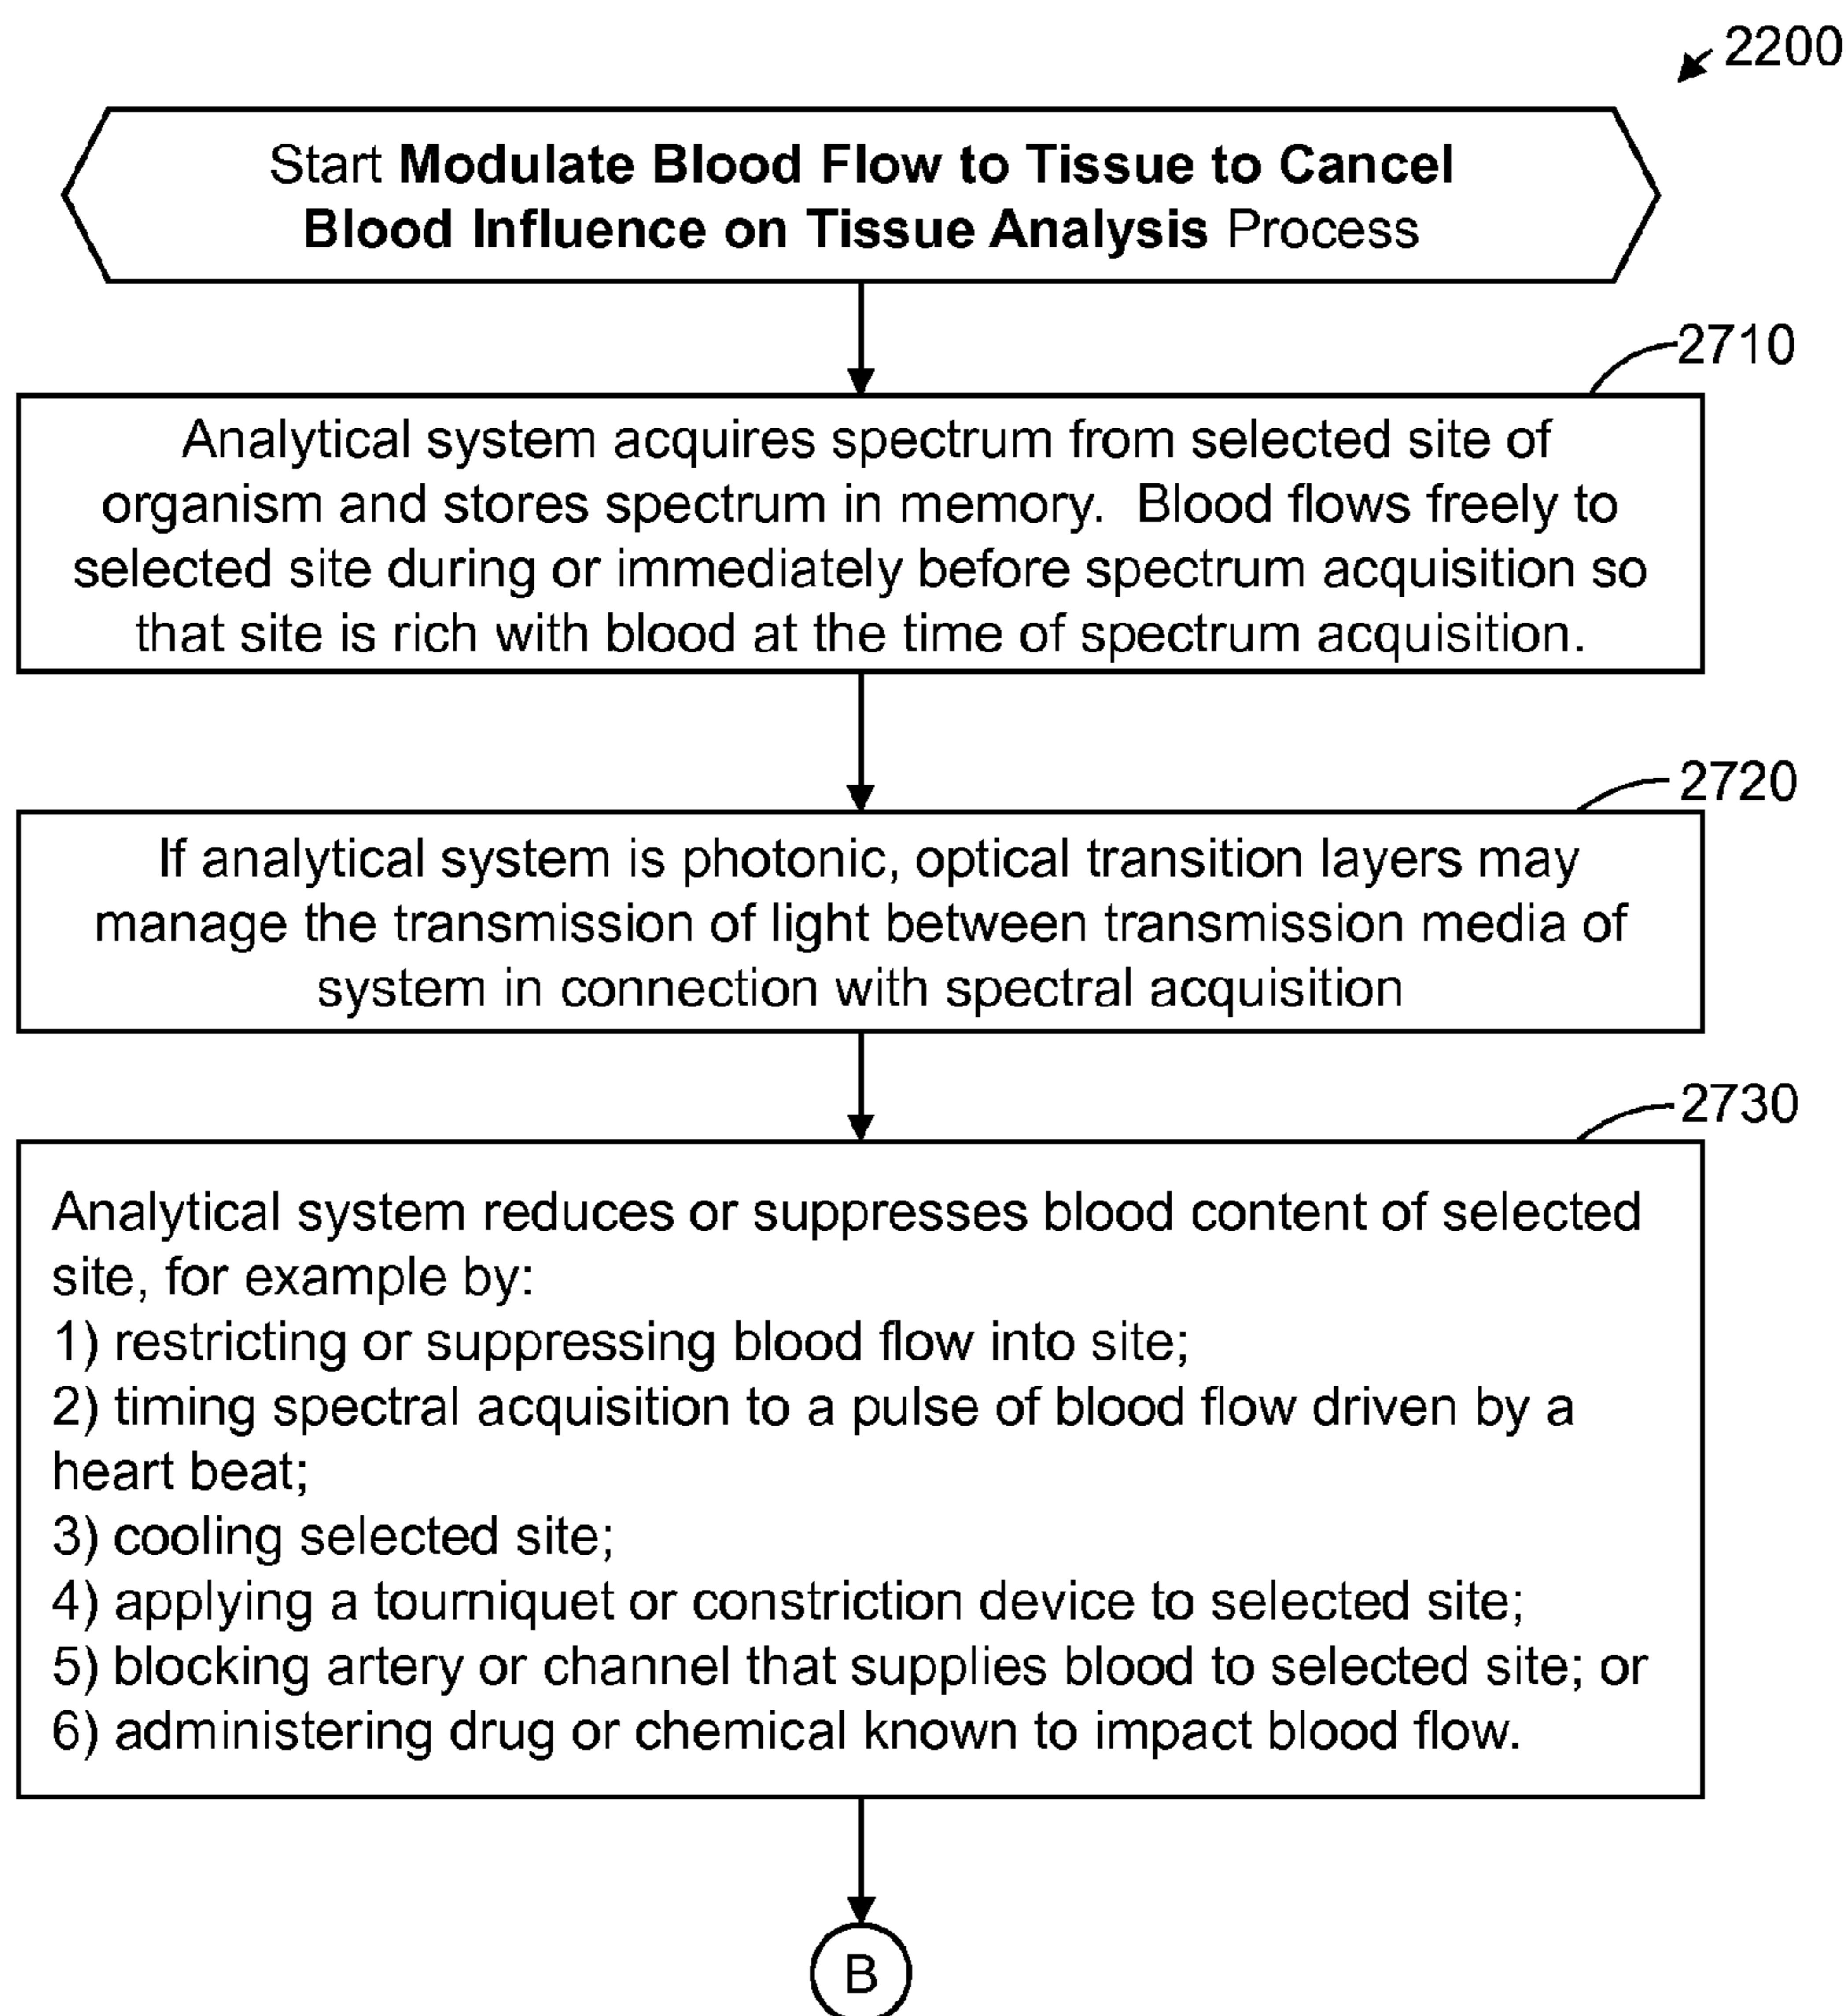 2200
Start Modulate Blood Flow to Tissue to Cancel
Blood Influence on Tissue Analysis Process
2710
Analytical system acquires spectrum from selected site of
organism and stores spectrum in memory. Blood flows freely to
selected site during or immediately before spectrum acquisition so
that site is rich with blood at the time of spectrum acquisition.
2720
If analytical system is photonic, optical transition layers may
manage the transmission of light between transmission media of
system in connection with spectral acquisition
2730
Analytical system reduces or suppresses blood content of selected
site, for example by:
1) restricting or suppressing blood flow into site;
2) timing spectral acquisition to a pulse of blood flow driven by a
heart beat;
3) cooling selected site;
4) applying a tourniquet or constriction device to selected site;
5) blocking artery or channel that supplies blood to selected site; or
6) administering drug or chemical known to impact blood flow.
B